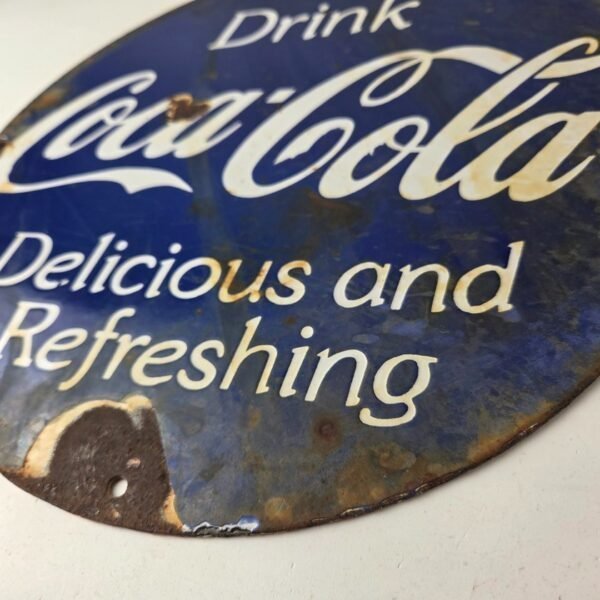 Drink
Coca-Cola
Delicious and
Refreshing